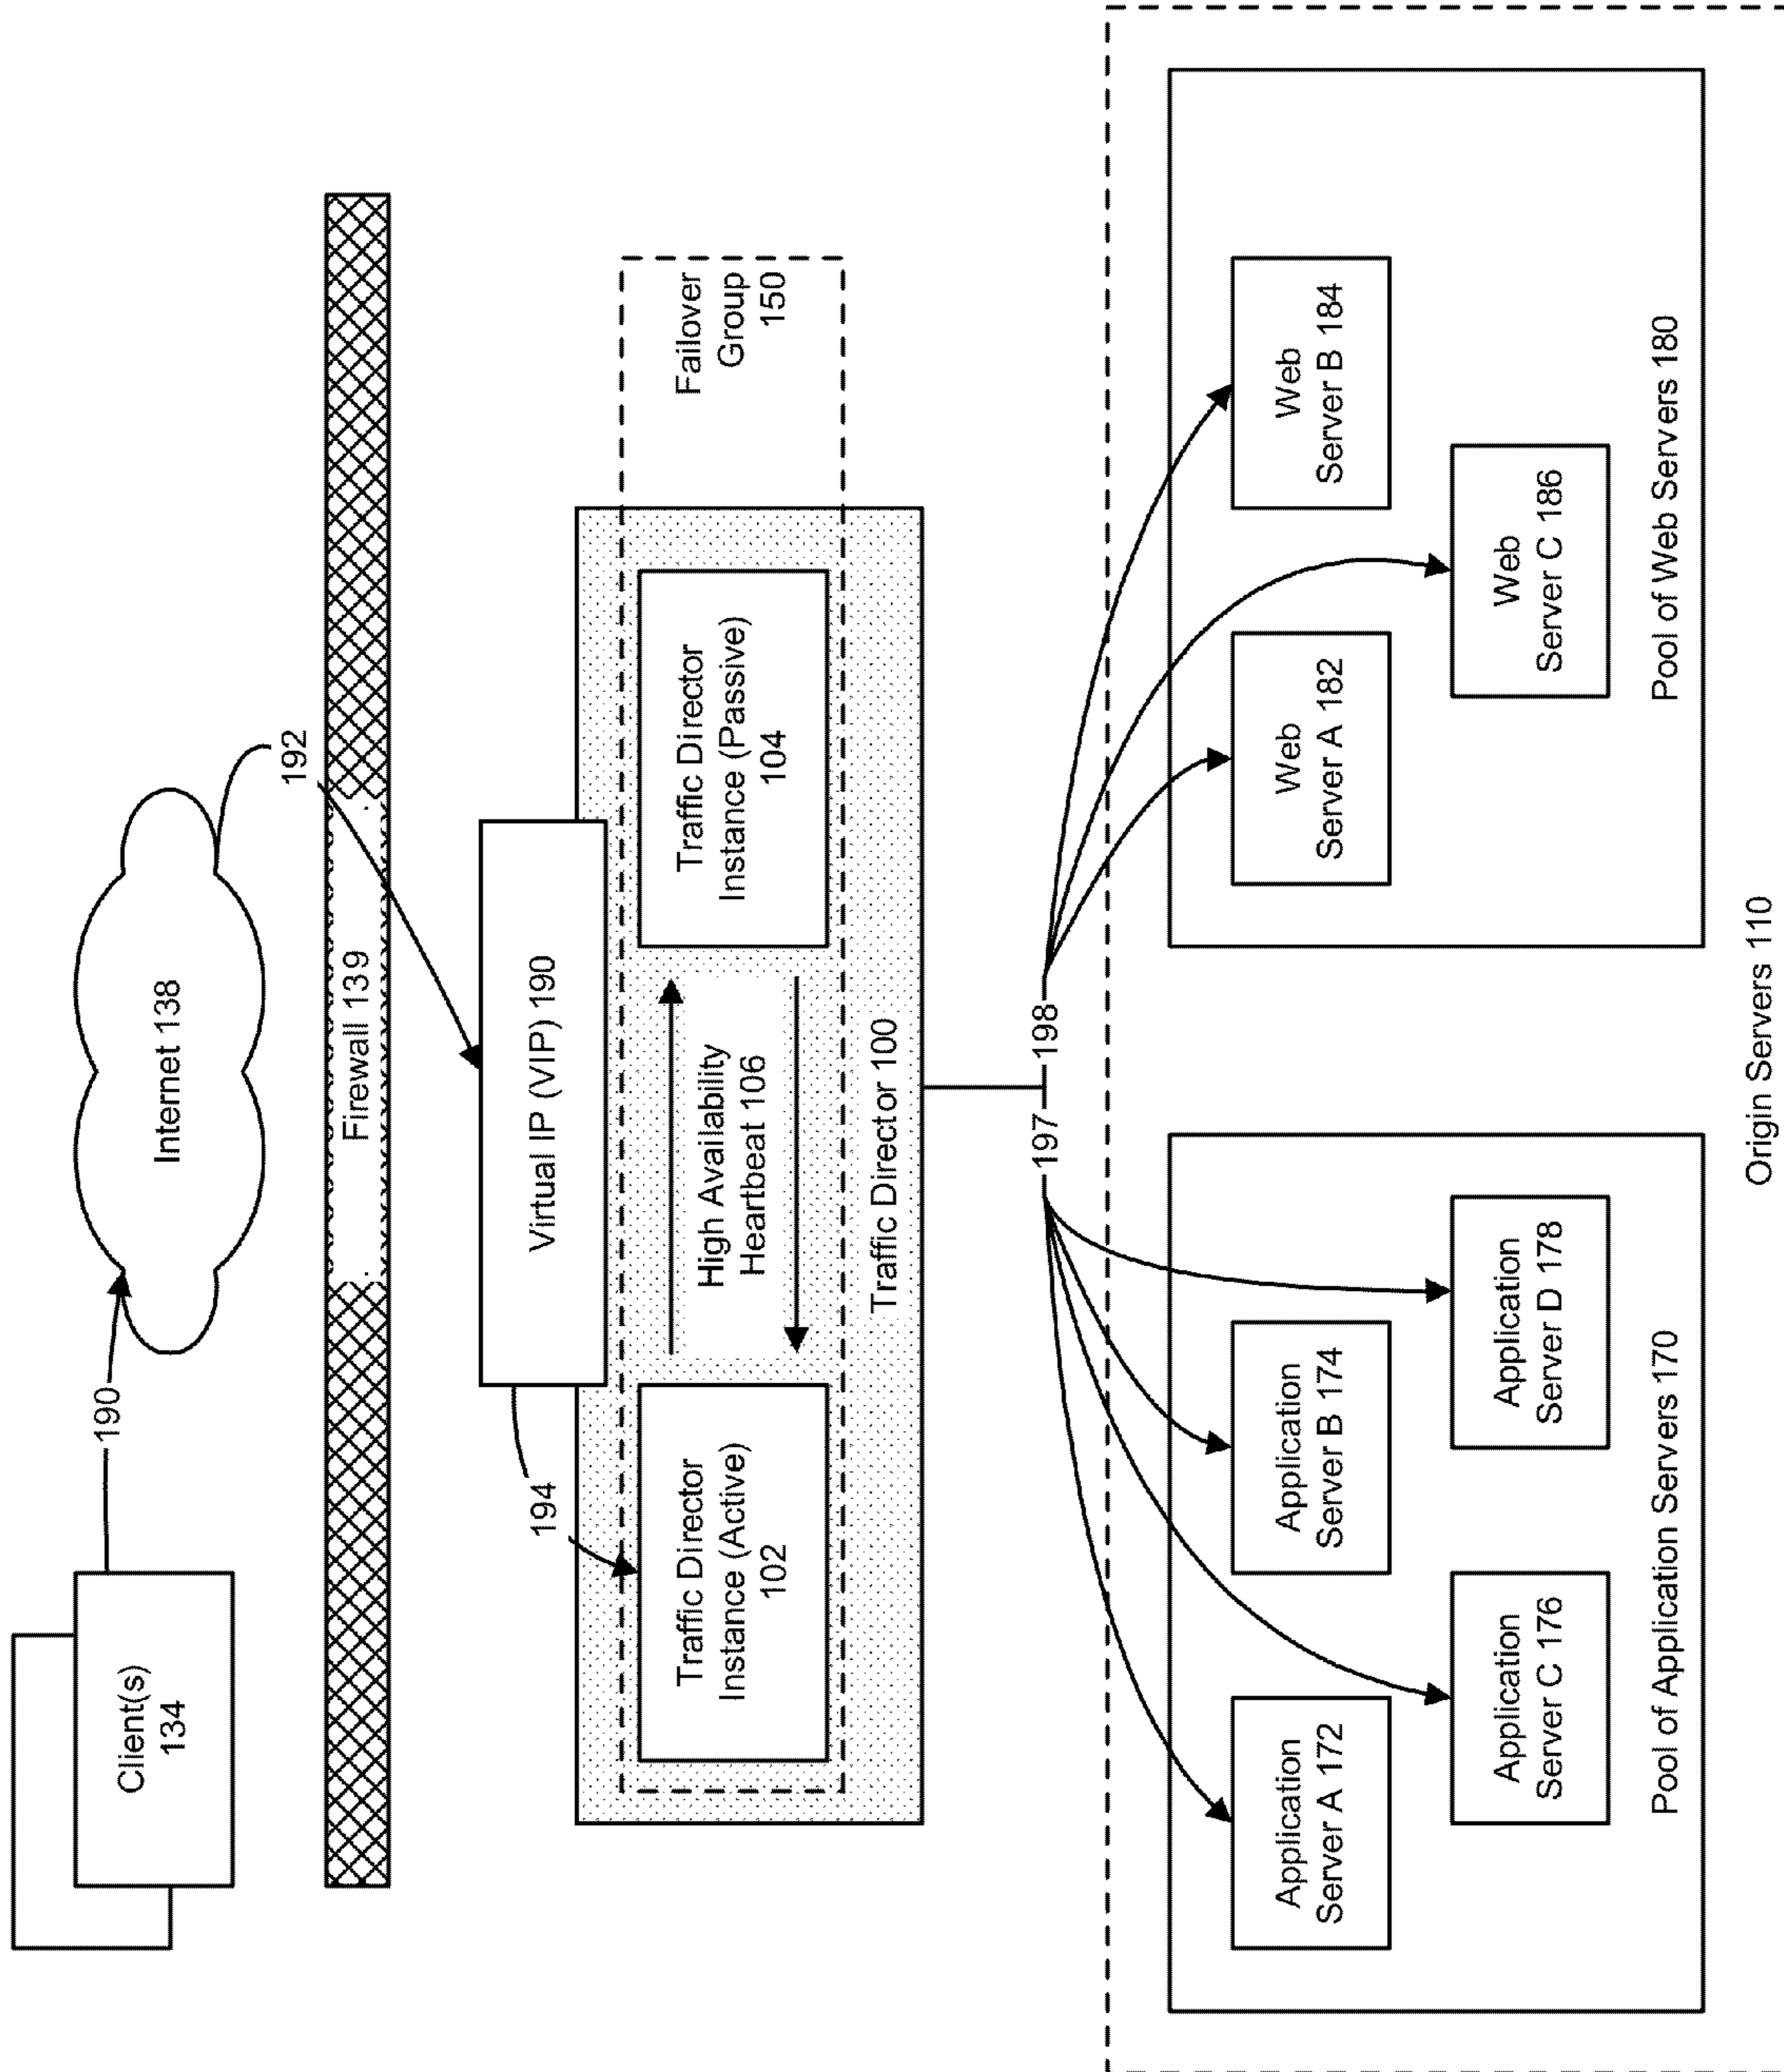 Client(s)
134
190
Internet 138
192
Firewall 139
Virtual IP (VIP) 190
194
Traffic Director
Instance (Active)
102
High Availability
Heartbeat 106
Traffic Director
Instance (Passive)
104
Failover
Group
150
Traffic Director 100
197
198
Application
Server A 172
Application
Server B 174
Application
Server C 176
Application
Server D 178
Pool of Application Servers 170
Web
Server A 182
Web
Server B 184
Web
Server C 186
Pool of Web Servers 180
Origin Servers 110